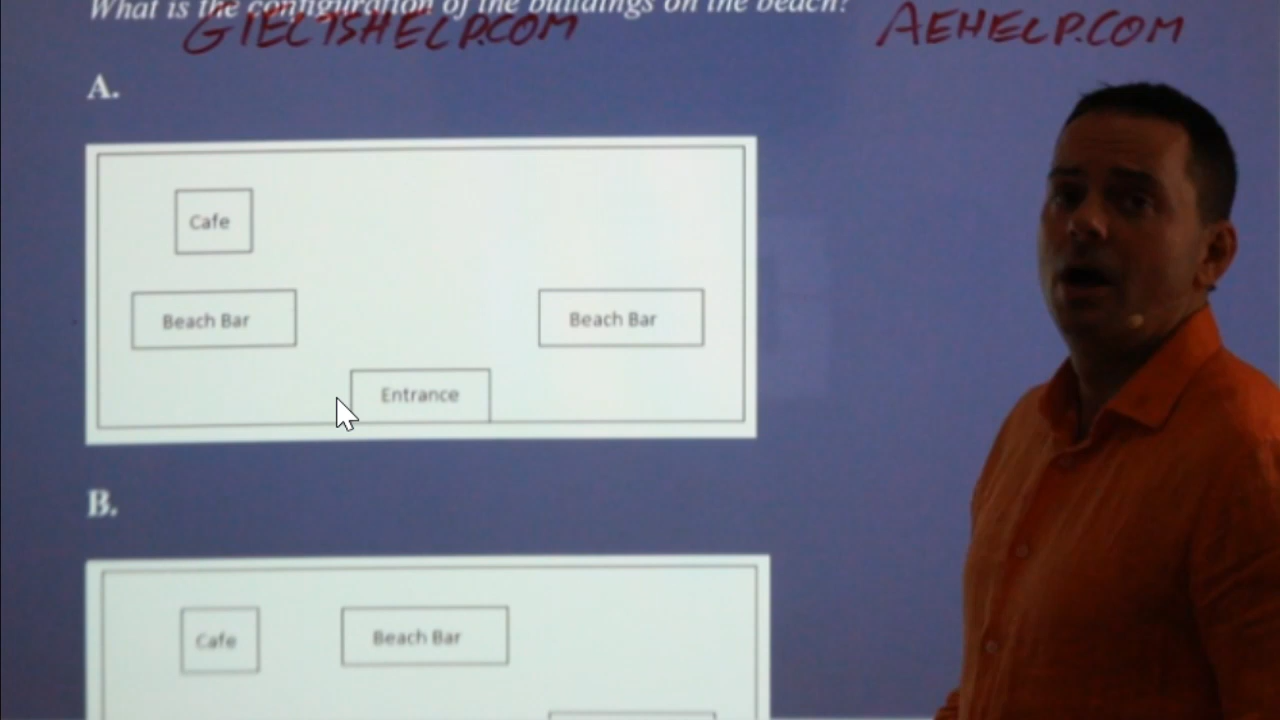 What is the configuration of the buildings on the beach?
GIELTSHELP.COM
AEHELP.COM
A.
Cafe
Beach Bar
Beach Bar
Entrance
B.
Cafe
Beach Bar